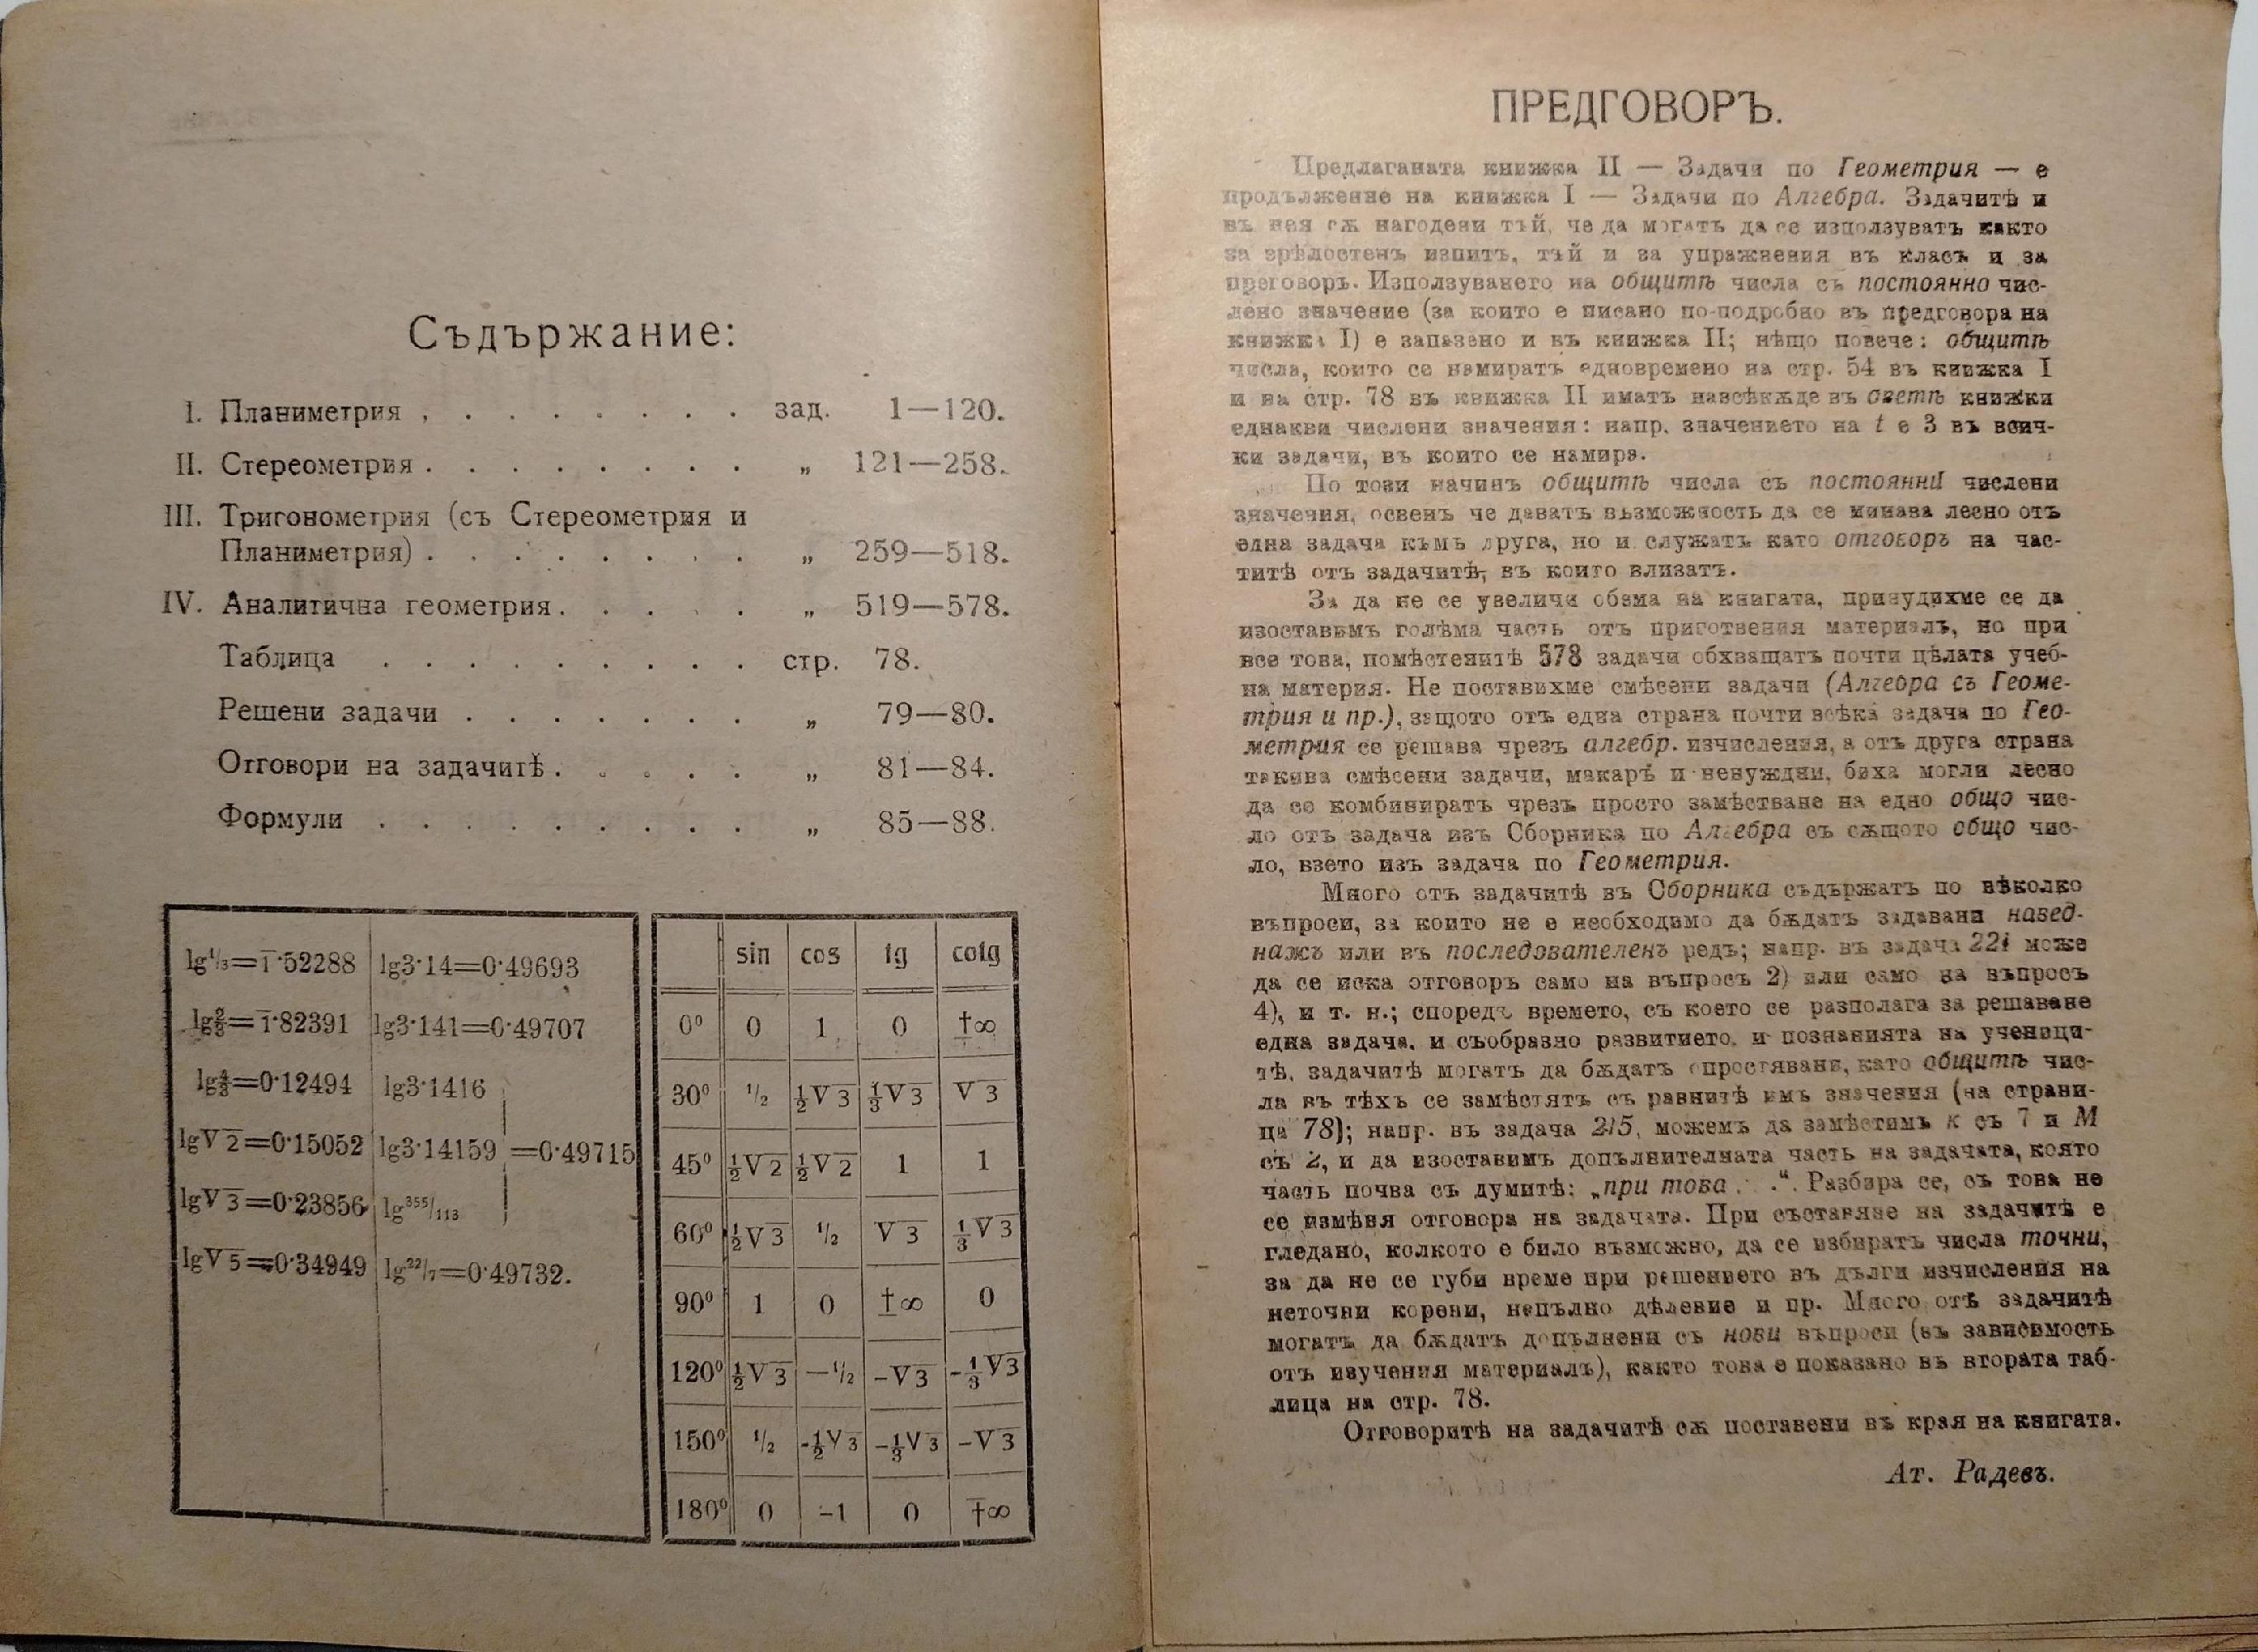 Съдържание:
I. Планиметрия . . . . . . . . зад. 1—120.
II. Стереометрия . . . . . . . . „ 121—258.
III. Тригонометрия (съ Стереометрия и
Планиметрия) . . . . . . . . „ 259—518.
IV. Аналитична геометрия . . . . . „ 519—578.
Таблица . . . . . . . . . стр. 78.
Решени задачи . . . . . . . „ 79—80.
Отговори на задачитѣ . . . . . „ 81—84.
Формули . . . . . . . . . „ 85—88.
lg¹/₃=1̅·52288 lg3·14=0·49693
lg⅔=1̅·82391 lg3·141=0·49707
lg4/3=0·12494 lg3·1416
lg√2=0·15052 lg3·14159 =0·49715
lg√3=0·23856 lg³⁵⁵/₁₁₃
lg√5=0·34949 lg²²/₇=0·49732.
sin cos tg cotg
0⁰ 0 1 0 ±∞
30⁰ ¹/₂ ½√3 ⅓√3 √3
45⁰ ½√2 ½√2 1 1
60⁰ ½√3 ¹/₂ √3 ⅓√3
90⁰ 1 0 ±∞ 0
120⁰ ½√3 —¹/₂ -√3 -⅓√3
150⁰ ¹/₂ -½√3 -⅓√3 -√3
180⁰ 0 -1 0 ∓∞
ПРЕДГОВОРЪ.
Предлаганата книжка II — Задачи по Геометрия — е
продължение на книжка I — Задачи по Алгебра. Задачитѣ и
въ нея сѫ нагодени тъй, че да могатъ да се използуватъ както
за зрѣлостенъ изпитъ, тъй и за упражнения въ класъ и за
преговоръ. Използуването на общитѣ числа съ постоянно чис-
лено значение (за които е писано по-подробно въ предговора на
книжка I) е запазено и въ книжка II; нѣщо повече: общитѣ
числа, които се намиратъ едновремено на стр. 54 въ книжка I
и на стр. 78 въ книжка II иматъ навсѣкѫде въ дветѣ книжки
еднакви числени значения: напр. значението на t е 3 въ всич-
ки задачи, въ които се намира.
По този начинъ общитѣ числа съ постоянни числени
значения, освенъ че даватъ възможность да се минава лесно отъ
една задача къмъ друга, но и служатъ като отговоръ на час-
титѣ отъ задачитѣ, въ които влизатъ.
За да не се увеличи обема на книгата, принудихме се да
изоставимъ голѣма часть отъ приготвения материалъ, но при
все това, помѣстенитѣ 578 задачи обхващатъ почти цѣлата учеб-
на материя. Не поставихме смѣсени задачи (Алгебра съ Геоме-
трия и пр.), защото отъ една страна почти всѣка задача по Гео-
метрия се решава чрезъ алгебр. изчисления, а отъ друга страна
такива смѣсени задачи, макаръ и ненуждни, биха могли лесно
да се комбиниратъ чрезъ просто замѣстване на едно общо чис-
ло отъ задача изъ Сборника по Алгебра съ сѫщото общо чис-
ло, взето изъ задача по Геометрия.
Много отъ задачитѣ въ Сборника съдържатъ по нѣколко
въпроси, за които не е необходимо да бѫдатъ задавани навед-
нажъ или въ последователенъ редъ; напр. въ задача 221 може
да се иска отговоръ само на въпросъ 2) или само на въпросъ
4), и т. н.; споредъ времето, съ което се разполага за решаване
една задача, и съобразно развитието и познанията на ученици-
тѣ, задачитѣ могатъ да бѫдатъ опростявани, като общитѣ чис-
ла въ тѣхъ се замѣстятъ съ равнитѣ имъ значения (на страни-
ца 78); напр. въ задача 215, можемъ да замѣстимъ к съ 7 и М
съ 2, и да изоставимъ допълнителната часть на задачата, която
часть почва съ думитѣ: „при това . .“. Разбира се, съ това не
се измѣня отговора на задачата. При съставяне на задачитѣ е
гледано, колкото е било възможно, да се избиратъ числа точни,
за да не се губи време при решението въ дълги изчисления на
неточни корени, непълно дѣление и пр. Много отъ задачитѣ
могатъ да бѫдатъ допълнени съ нови въпроси (въ зависимость
отъ изучения материалъ), както това е показано въ втората таб-
лица на стр. 78.
Отговоритѣ на задачитѣ сѫ поставени въ края на книгата.
Ат. Радевъ.